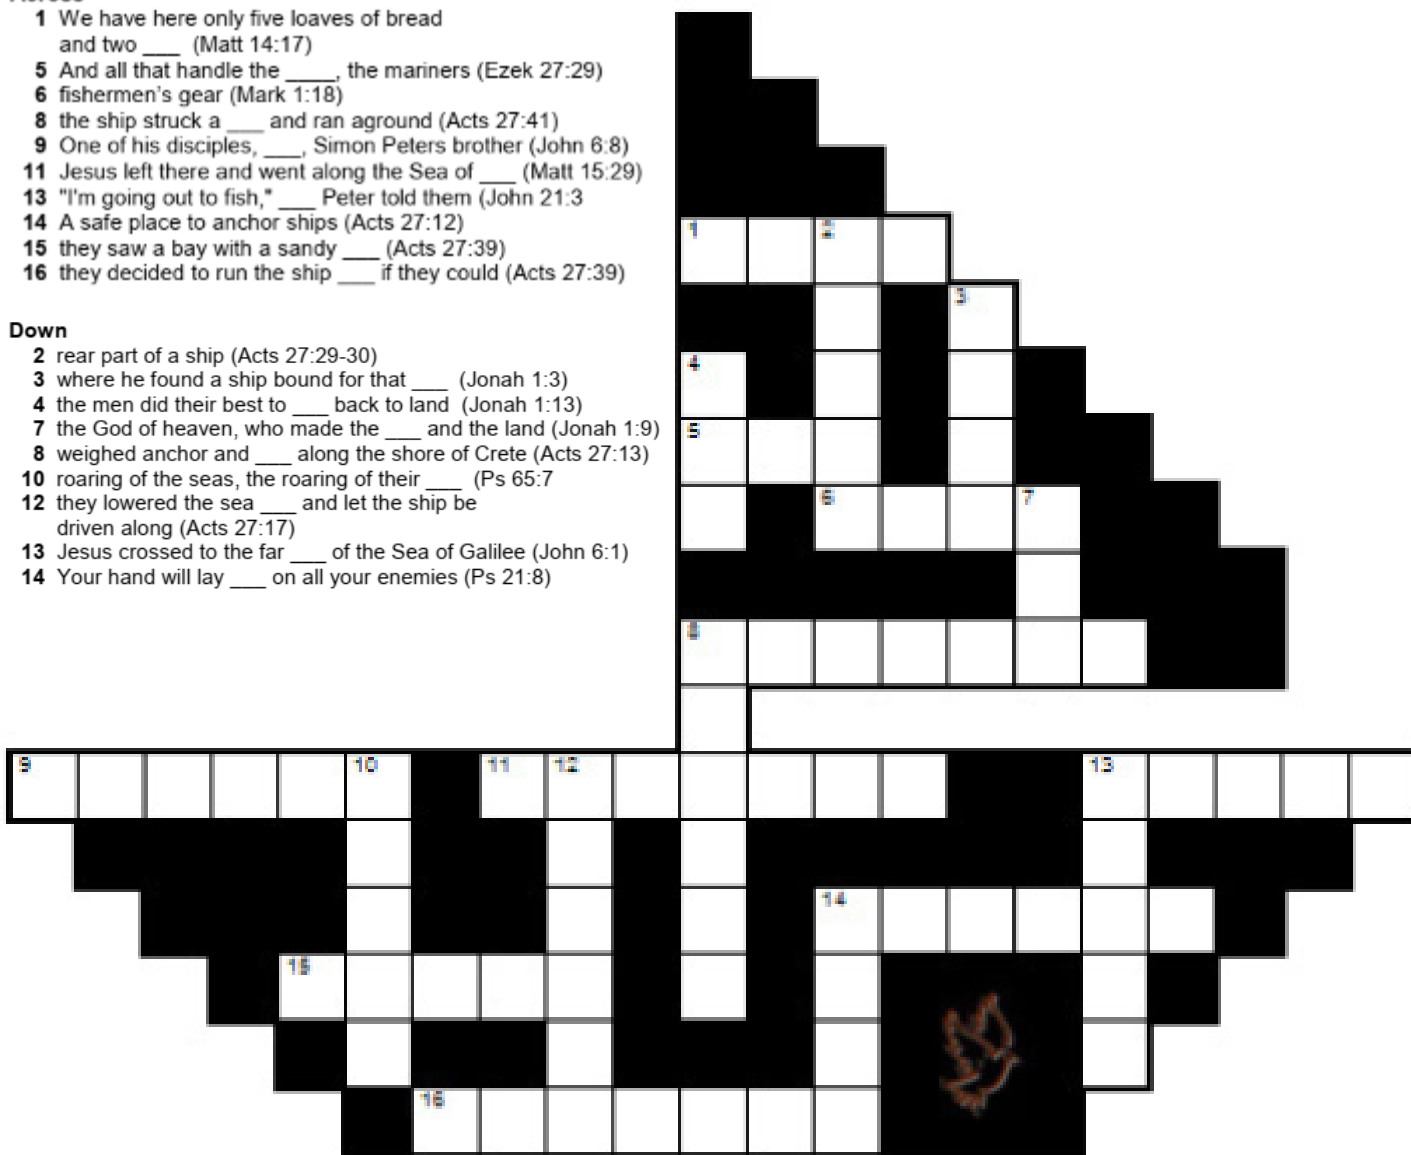 1 We have here only five loaves of bread
and two ___ (Matt 14:17)
5 And all that handle the ____, the mariners (Ezek 27:29)
6 fishermen's gear (Mark 1:18)
8 the ship struck a ___ and ran aground (Acts 27:41)
9 One of his disciples, ___, Simon Peters brother (John 6:8)
11 Jesus left there and went along the Sea of ___ (Matt 15:29)
13 "I'm going out to fish," ___ Peter told them (John 21:3
14 A safe place to anchor ships (Acts 27:12)
15 they saw a bay with a sandy ___ (Acts 27:39)
16 they decided to run the ship ___ if they could (Acts 27:39)
Down
2 rear part of a ship (Acts 27:29-30)
3 where he found a ship bound for that ___ (Jonah 1:3)
4 the men did their best to ___ back to land (Jonah 1:13)
7 the God of heaven, who made the ___ and the land (Jonah 1:9)
8 weighed anchor and ___ along the shore of Crete (Acts 27:13)
10 roaring of the seas, the roaring of their ___ (Ps 65:7
12 they lowered the sea ___ and let the ship be
driven along (Acts 27:17)
13 Jesus crossed to the far ___ of the Sea of Galilee (John 6:1)
14 Your hand will lay ___ on all your enemies (Ps 21:8)
1 2
3
4
5
6 7
8
9 10 11 12 13
14
15
16